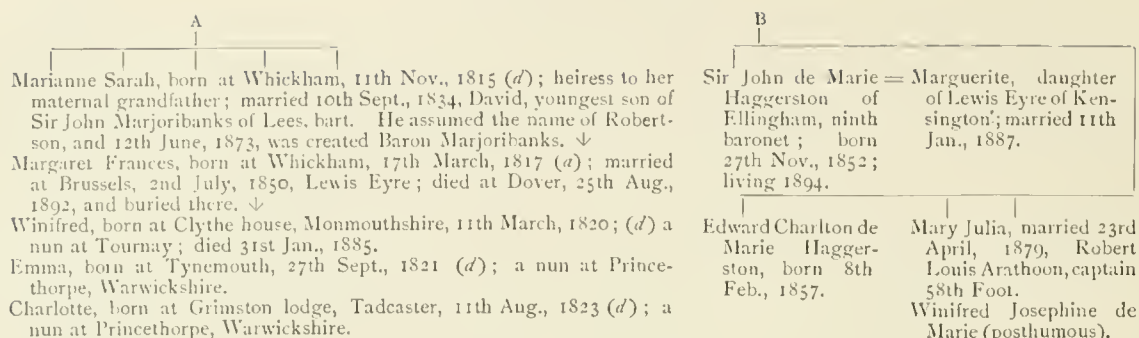 A
Marianne Sarah, born at Whickham, 11th Nov., 1815 (d); heiress to her
maternal grandfather; married 10th Sept., 1834, David, youngest son of
Sir John Marjoribanks of Lees, bart. He assumed the name of Robert-
son, and 12th June, 1873, was created Baron Marjoribanks. ↓
Margaret Frances, born at Whickham, 17th March, 1817 (a); married
at Brussels, 2nd July, 1850, Lewis Eyre; died at Dover, 25th Aug.,
1892, and buried there. ↓
Winifred, born at Clythe house, Monmouthshire, 11th March, 1820; (d) a
nun at Tournay; died 31st Jan., 1885.
Emma, born at Tynemouth, 27th Sept., 1821 (d); a nun at Prince-
thorpe, Warwickshire.
Charlotte, born at Grimston lodge, Tadcaster, 11th Aug., 1823 (d); a
nun at Princethorpe, Warwickshire.
B
Sir John de Marie
Haggerston of
Ellingham, ninth
baronet; born
27th Nov., 1852;
living 1894.
= Marguerite, daughter
of Lewis Eyre of Ken-
sington; married 11th
Jan., 1887.
Edward Charlton de
Marie Hagger-
ston, born 8th
Feb., 1857.
Mary Julia, married 23rd
April, 1879, Robert
Louis Arathoon, captain
58th Foot.
Winifred Josephine de
Marie (posthumous).